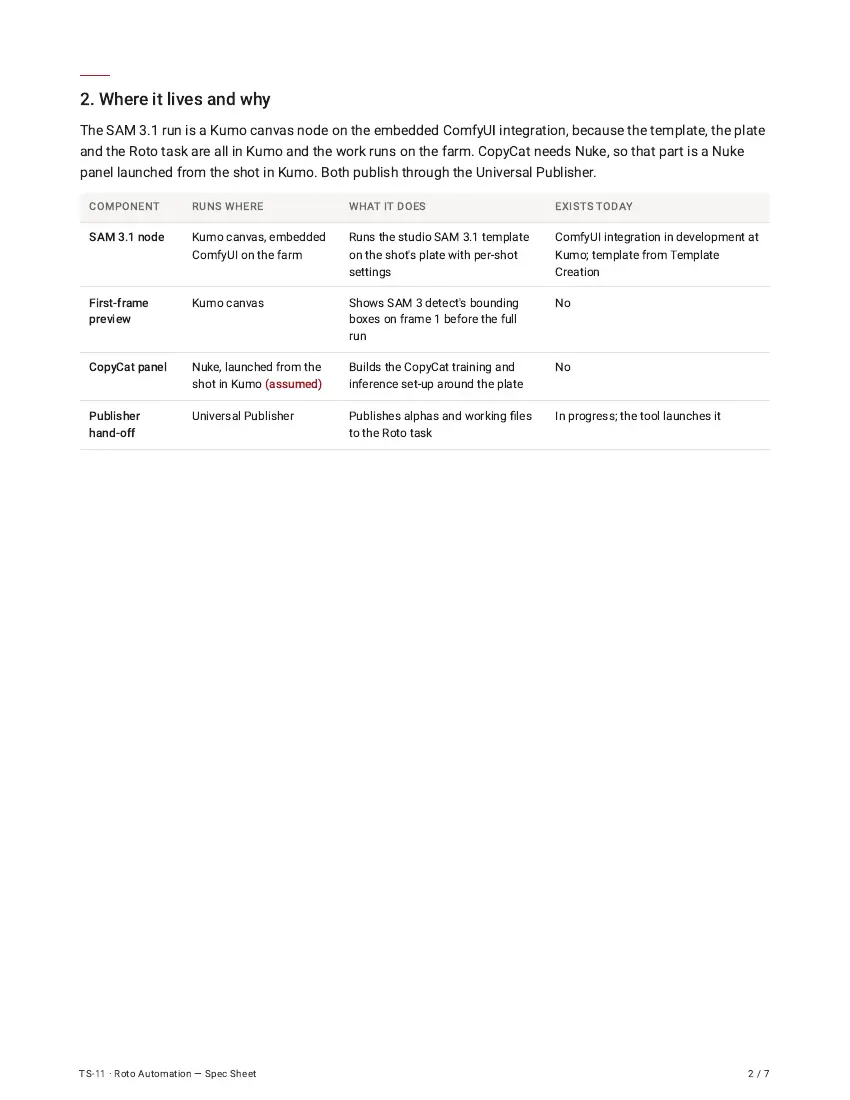 2. Where it lives and why
The SAM 3.1 run is a Kumo canvas node on the embedded ComfyUI integration, because the template, the plate
and the Roto task are all in Kumo and the work runs on the farm. CopyCat needs Nuke, so that part is a Nuke
panel launched from the shot in Kumo. Both publish through the Universal Publisher.
COMPONENT RUNS WHERE WHAT IT DOES EXISTS TODAY
SAM 3.1 node Kumo canvas, embedded Runs the studio SAM 3.1 template ComfyUI integration in development at
ComfyUI on the farm on the shot's plate with per-shot Kumo; template from Template
settings Creation
First-frame Kumo canvas Shows SAM 3 detect's bounding No
preview boxes on frame 1 before the full
run
CopyCat panel Nuke, launched from the Builds the CopyCat training and No
shot in Kumo (assumed) inference set-up around the plate
Publisher Universal Publisher Publishes alphas and working files In progress; the tool launches it
hand-off to the Roto task
TS-11 · Roto Automation — Spec Sheet 2 / 7